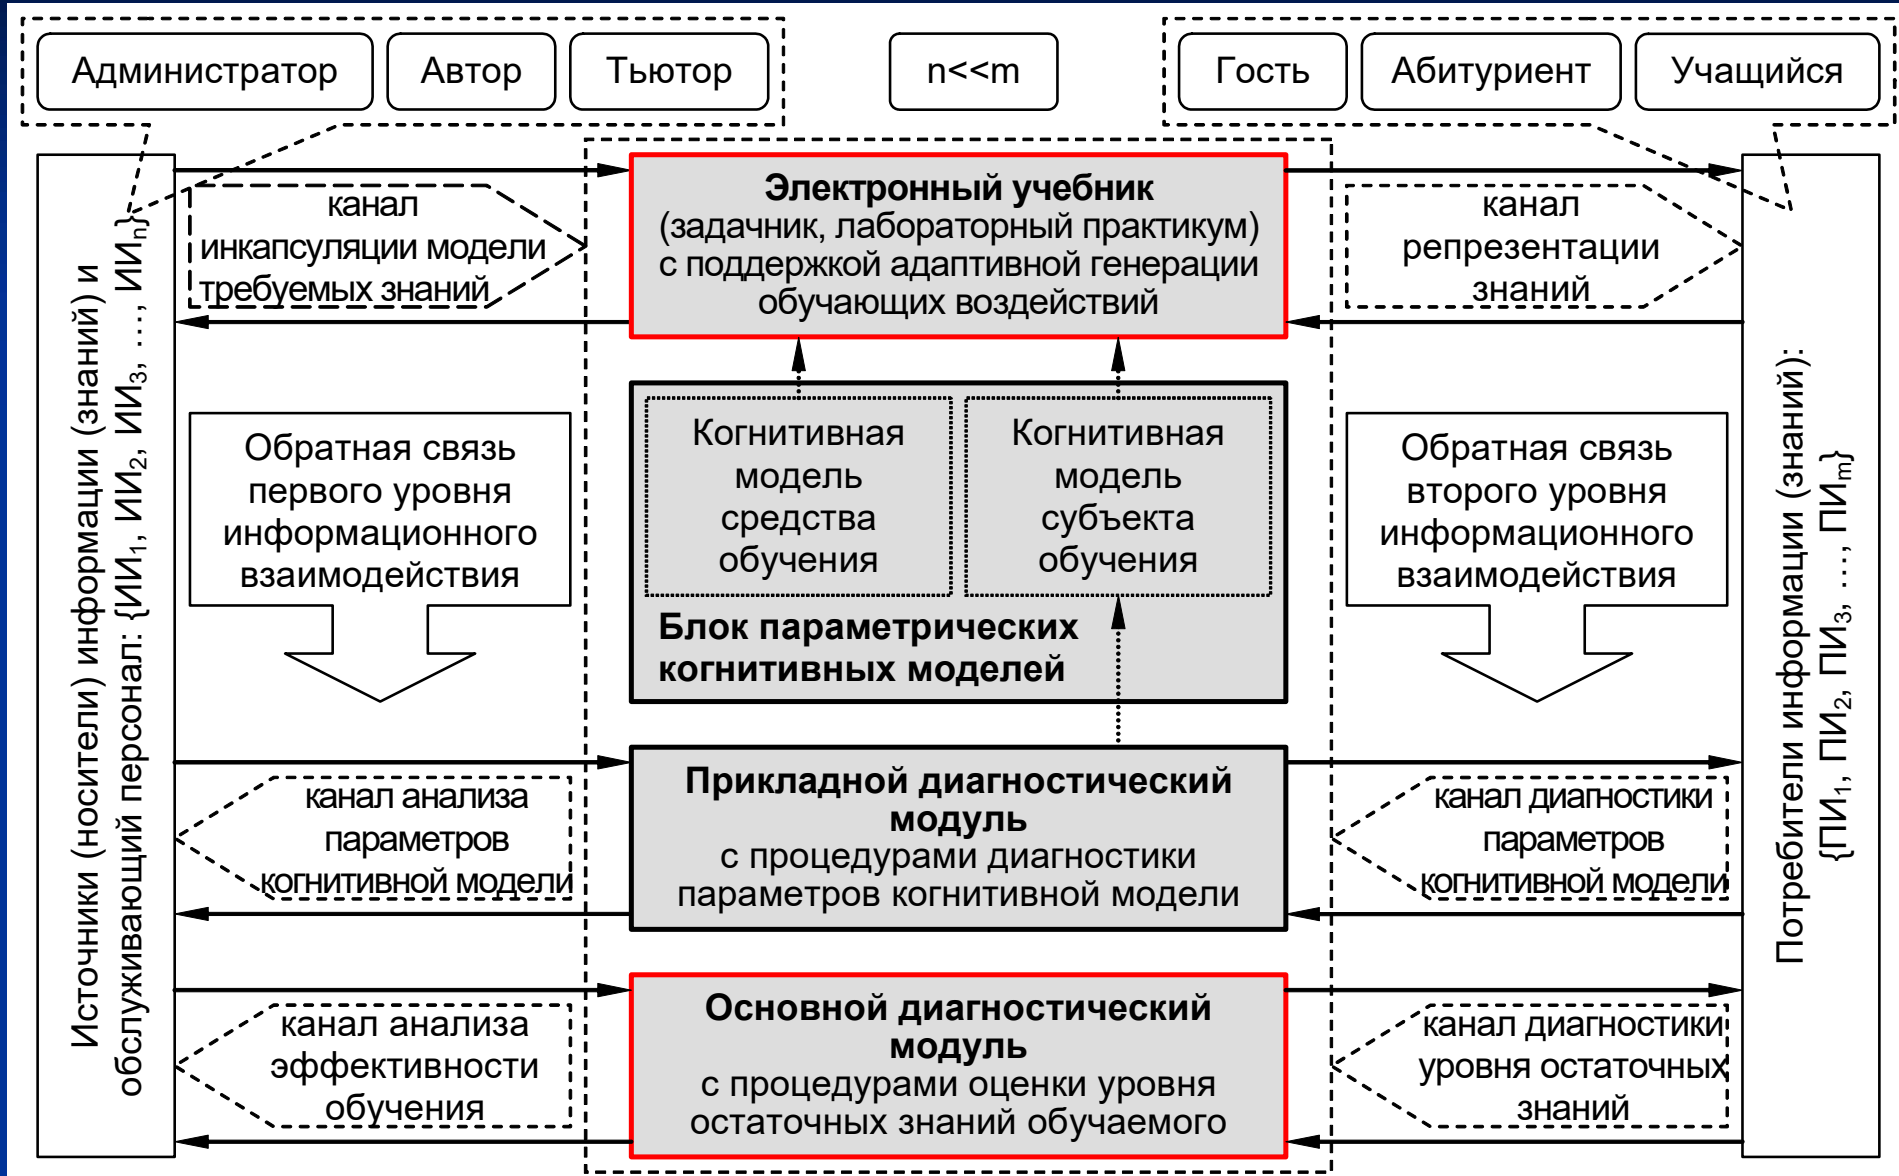 Администратор
Автор
Тьютор
n<<m
Гость
Абитуриент
Учащийся
Источники (носители) информации (знаний) и
обслуживающий персонал: {ИИ1, ИИ2, ИИ3, …, ИИn}
канал
инкапсуляции модели
требуемых знаний
Электронный учебник
(задачник, лабораторный практикум)
с поддержкой адаптивной генерации
обучающих воздействий
канал
репрезентации
знаний
Потребители информации (знаний):
{ПИ1, ПИ2, ПИ3, …, ПИm}
Обратная связь
первого уровня
информационного
взаимодействия
Когнитивная
модель
средства
обучения
Когнитивная
модель
субъекта
обучения
Блок параметрических
когнитивных моделей
Обратная связь
второго уровня
информационного
взаимодействия
канал анализа
параметров
когнитивной модели
Прикладной диагностический
модуль
с процедурами диагностики
параметров когнитивной модели
канал диагностики
параметров
когнитивной модели
канал анализа
эффективности
обучения
Основной диагностический
модуль
с процедурами оценки уровня
остаточных знаний обучаемого
канал диагностики
уровня остаточных
знаний